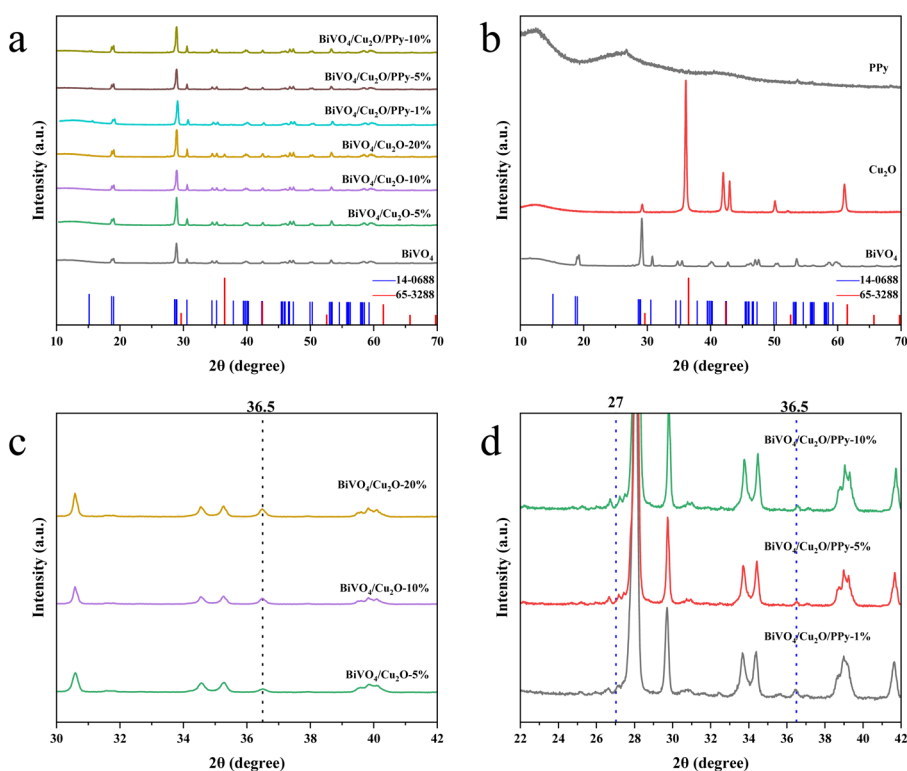 a
Intensity (a.u.)
BiVO₄/Cu₂O/PPy-10%
BiVO₄/Cu₂O/PPy-5%
BiVO₄/Cu₂O/PPy-1%
BiVO₄/Cu₂O-20%
BiVO₄/Cu₂O-10%
BiVO₄/Cu₂O-5%
BiVO₄
14-0688
65-3288
10 20 30 40 50 60 70
2θ (degree)
b
Intensity (a.u.)
PPy
Cu₂O
BiVO₄
14-0688
65-3288
10 20 30 40 50 60 70
2θ (degree)
c
36.5
Intensity (a.u.)
BiVO₄/Cu₂O-20%
BiVO₄/Cu₂O-10%
BiVO₄/Cu₂O-5%
30 32 34 36 38 40 42
2θ (degree)
d
27 36.5
Intensity (a.u.)
BiVO₄/Cu₂O/PPy-10%
BiVO₄/Cu₂O/PPy-5%
BiVO₄/Cu₂O/PPy-1%
22 24 26 28 30 32 34 36 38 40 42
2θ (degree)